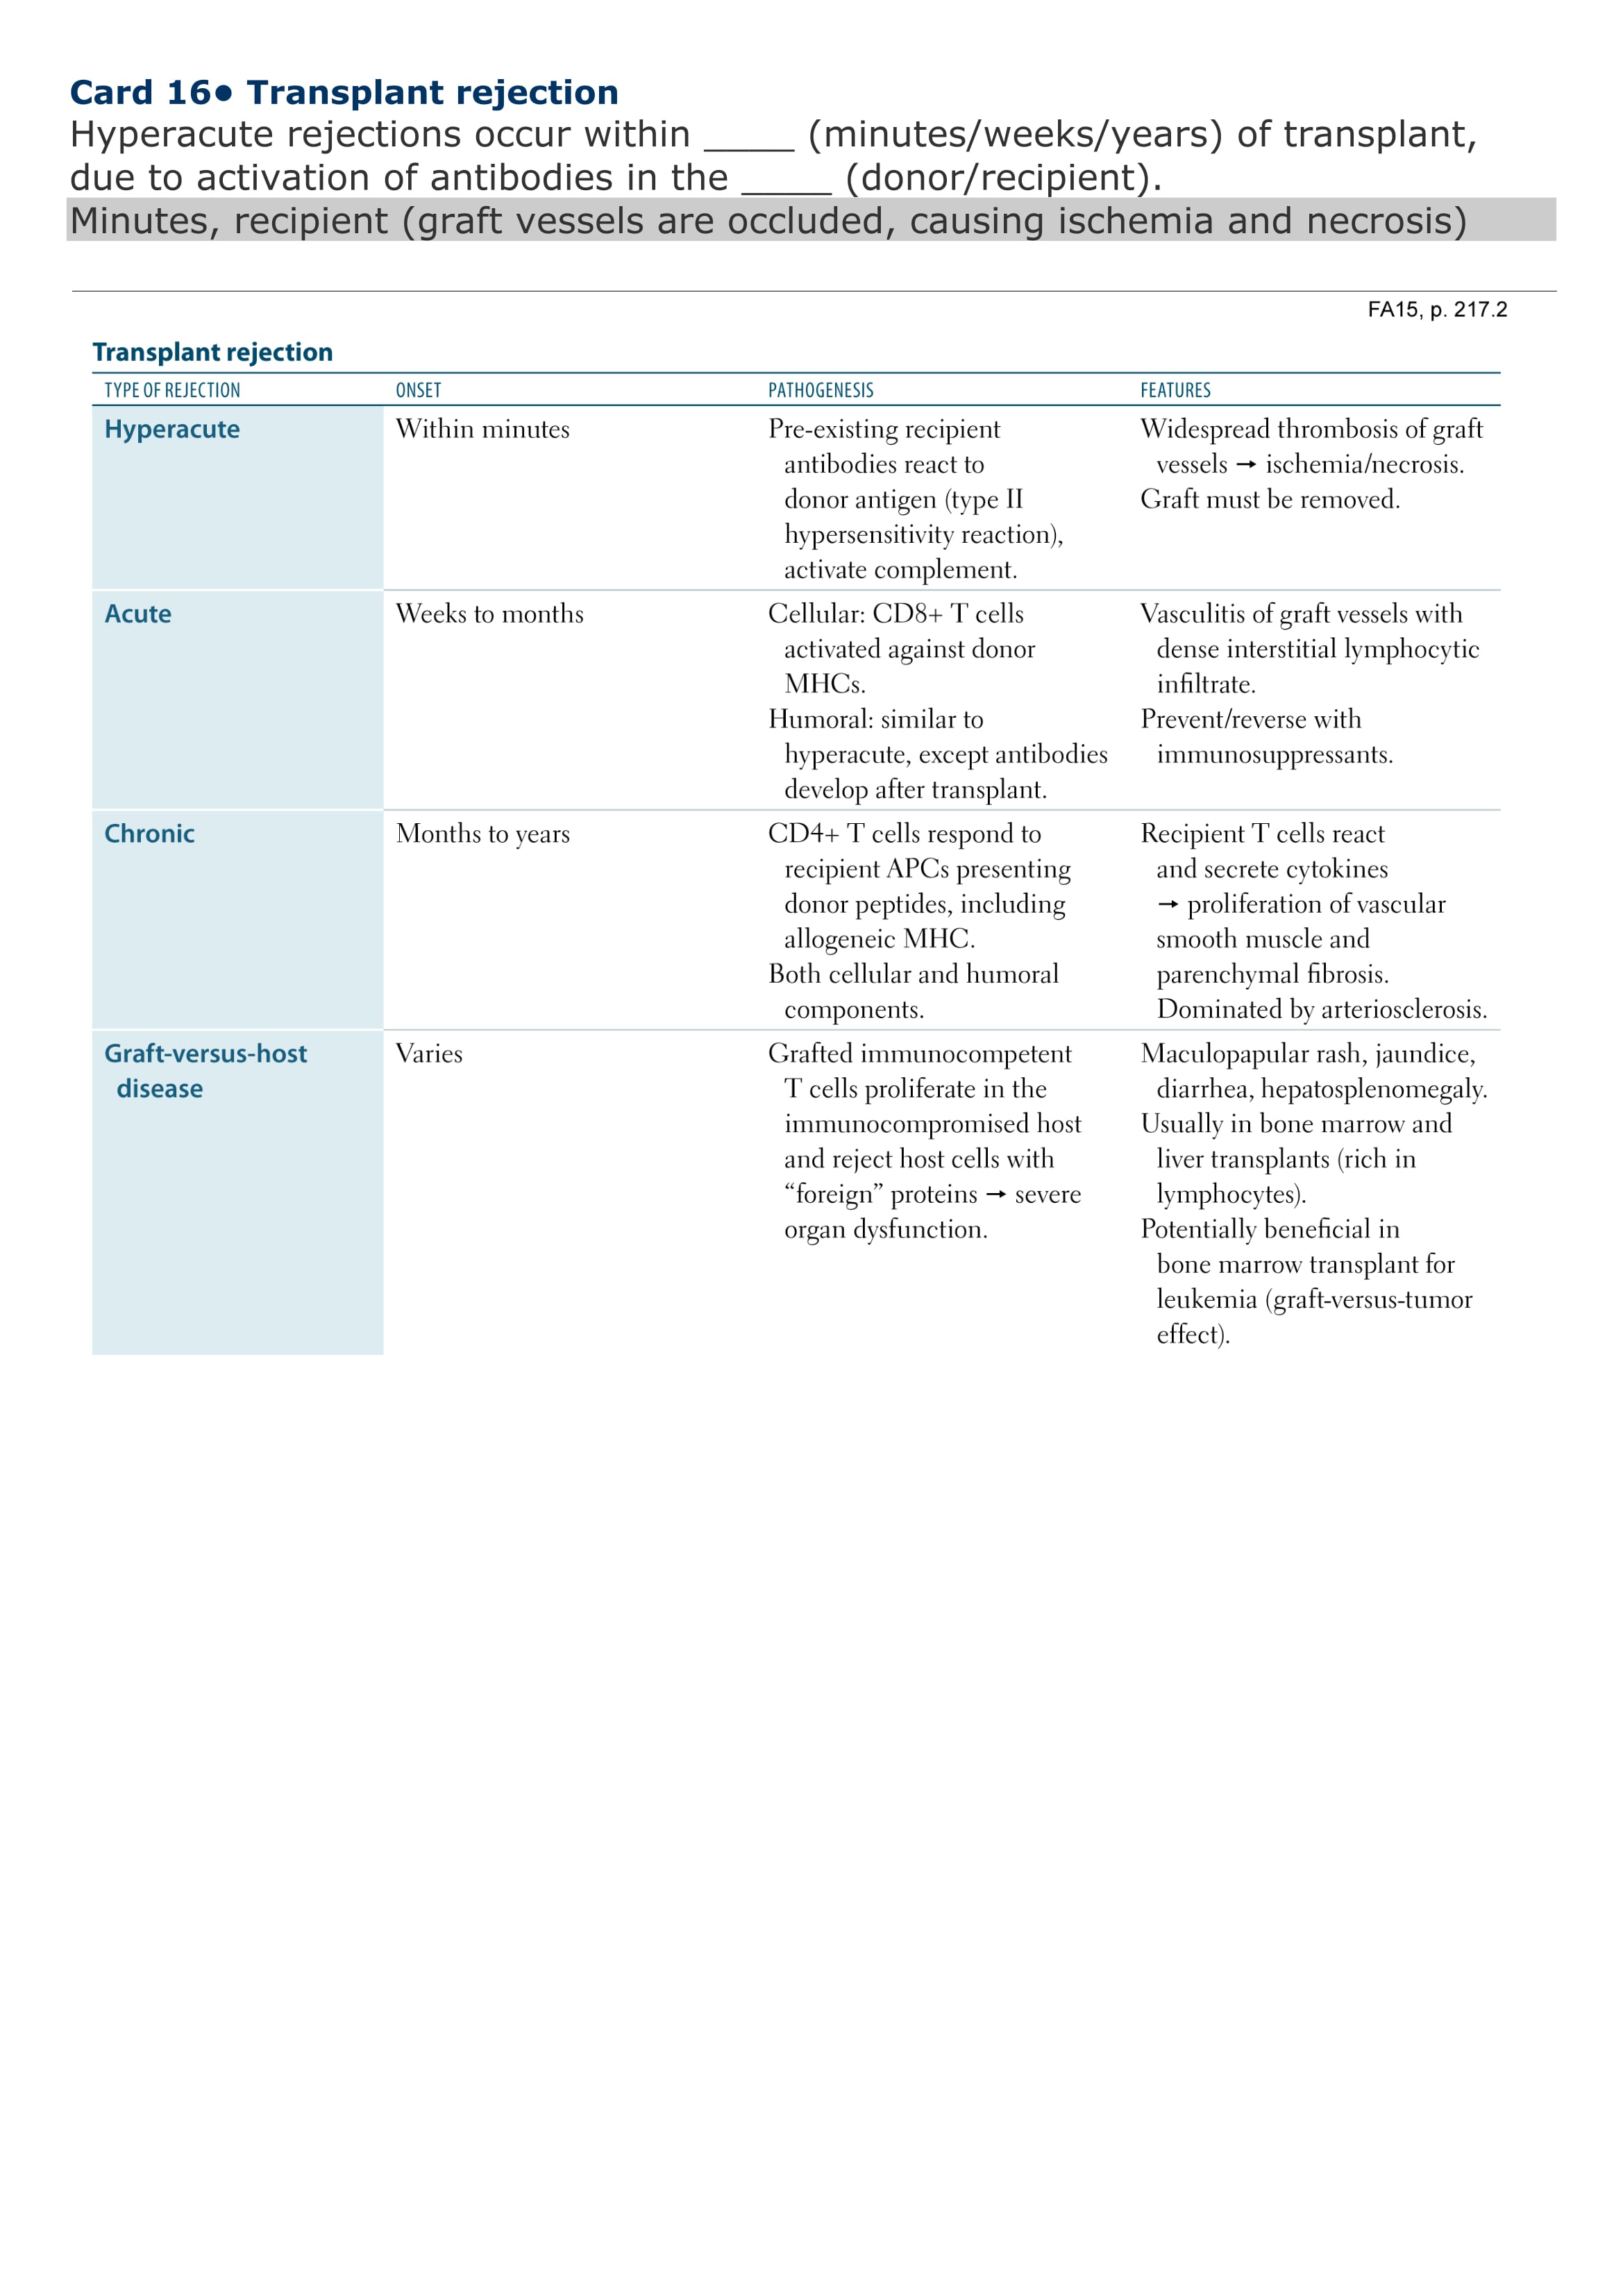 Card 16• Transplant rejection
Hyperacute rejections occur within _____ (minutes/weeks/years) of transplant,
due to activation of antibodies in the _____ (donor/recipient).
Minutes, recipient (graft vessels are occluded, causing ischemia and necrosis)
FA15, p. 217.2
Transplant rejection
TYPE OF REJECTION ONSET PATHOGENESIS FEATURES
Hyperacute
Within minutes
Pre-existing recipient
antibodies react to
donor antigen (type II
hypersensitivity reaction),
activate complement.
Widespread thrombosis of graft
vessels → ischemia/necrosis.
Graft must be removed.
Acute
Weeks to months
Cellular: CD8+ T cells
activated against donor
MHCs.
Humoral: similar to
hyperacute, except antibodies
develop after transplant.
Vasculitis of graft vessels with
dense interstitial lymphocytic
infiltrate.
Prevent/reverse with
immunosuppressants.
Chronic
Months to years
CD4+ T cells respond to
recipient APCs presenting
donor peptides, including
allogeneic MHC.
Both cellular and humoral
components.
Recipient T cells react
and secrete cytokines
→ proliferation of vascular
smooth muscle and
parenchymal fibrosis.
Dominated by arteriosclerosis.
Graft-versus-host
disease
Varies
Grafted immunocompetent
T cells proliferate in the
immunocompromised host
and reject host cells with
“foreign” proteins → severe
organ dysfunction.
Maculopapular rash, jaundice,
diarrhea, hepatosplenomegaly.
Usually in bone marrow and
liver transplants (rich in
lymphocytes).
Potentially beneficial in
bone marrow transplant for
leukemia (graft-versus-tumor
effect).